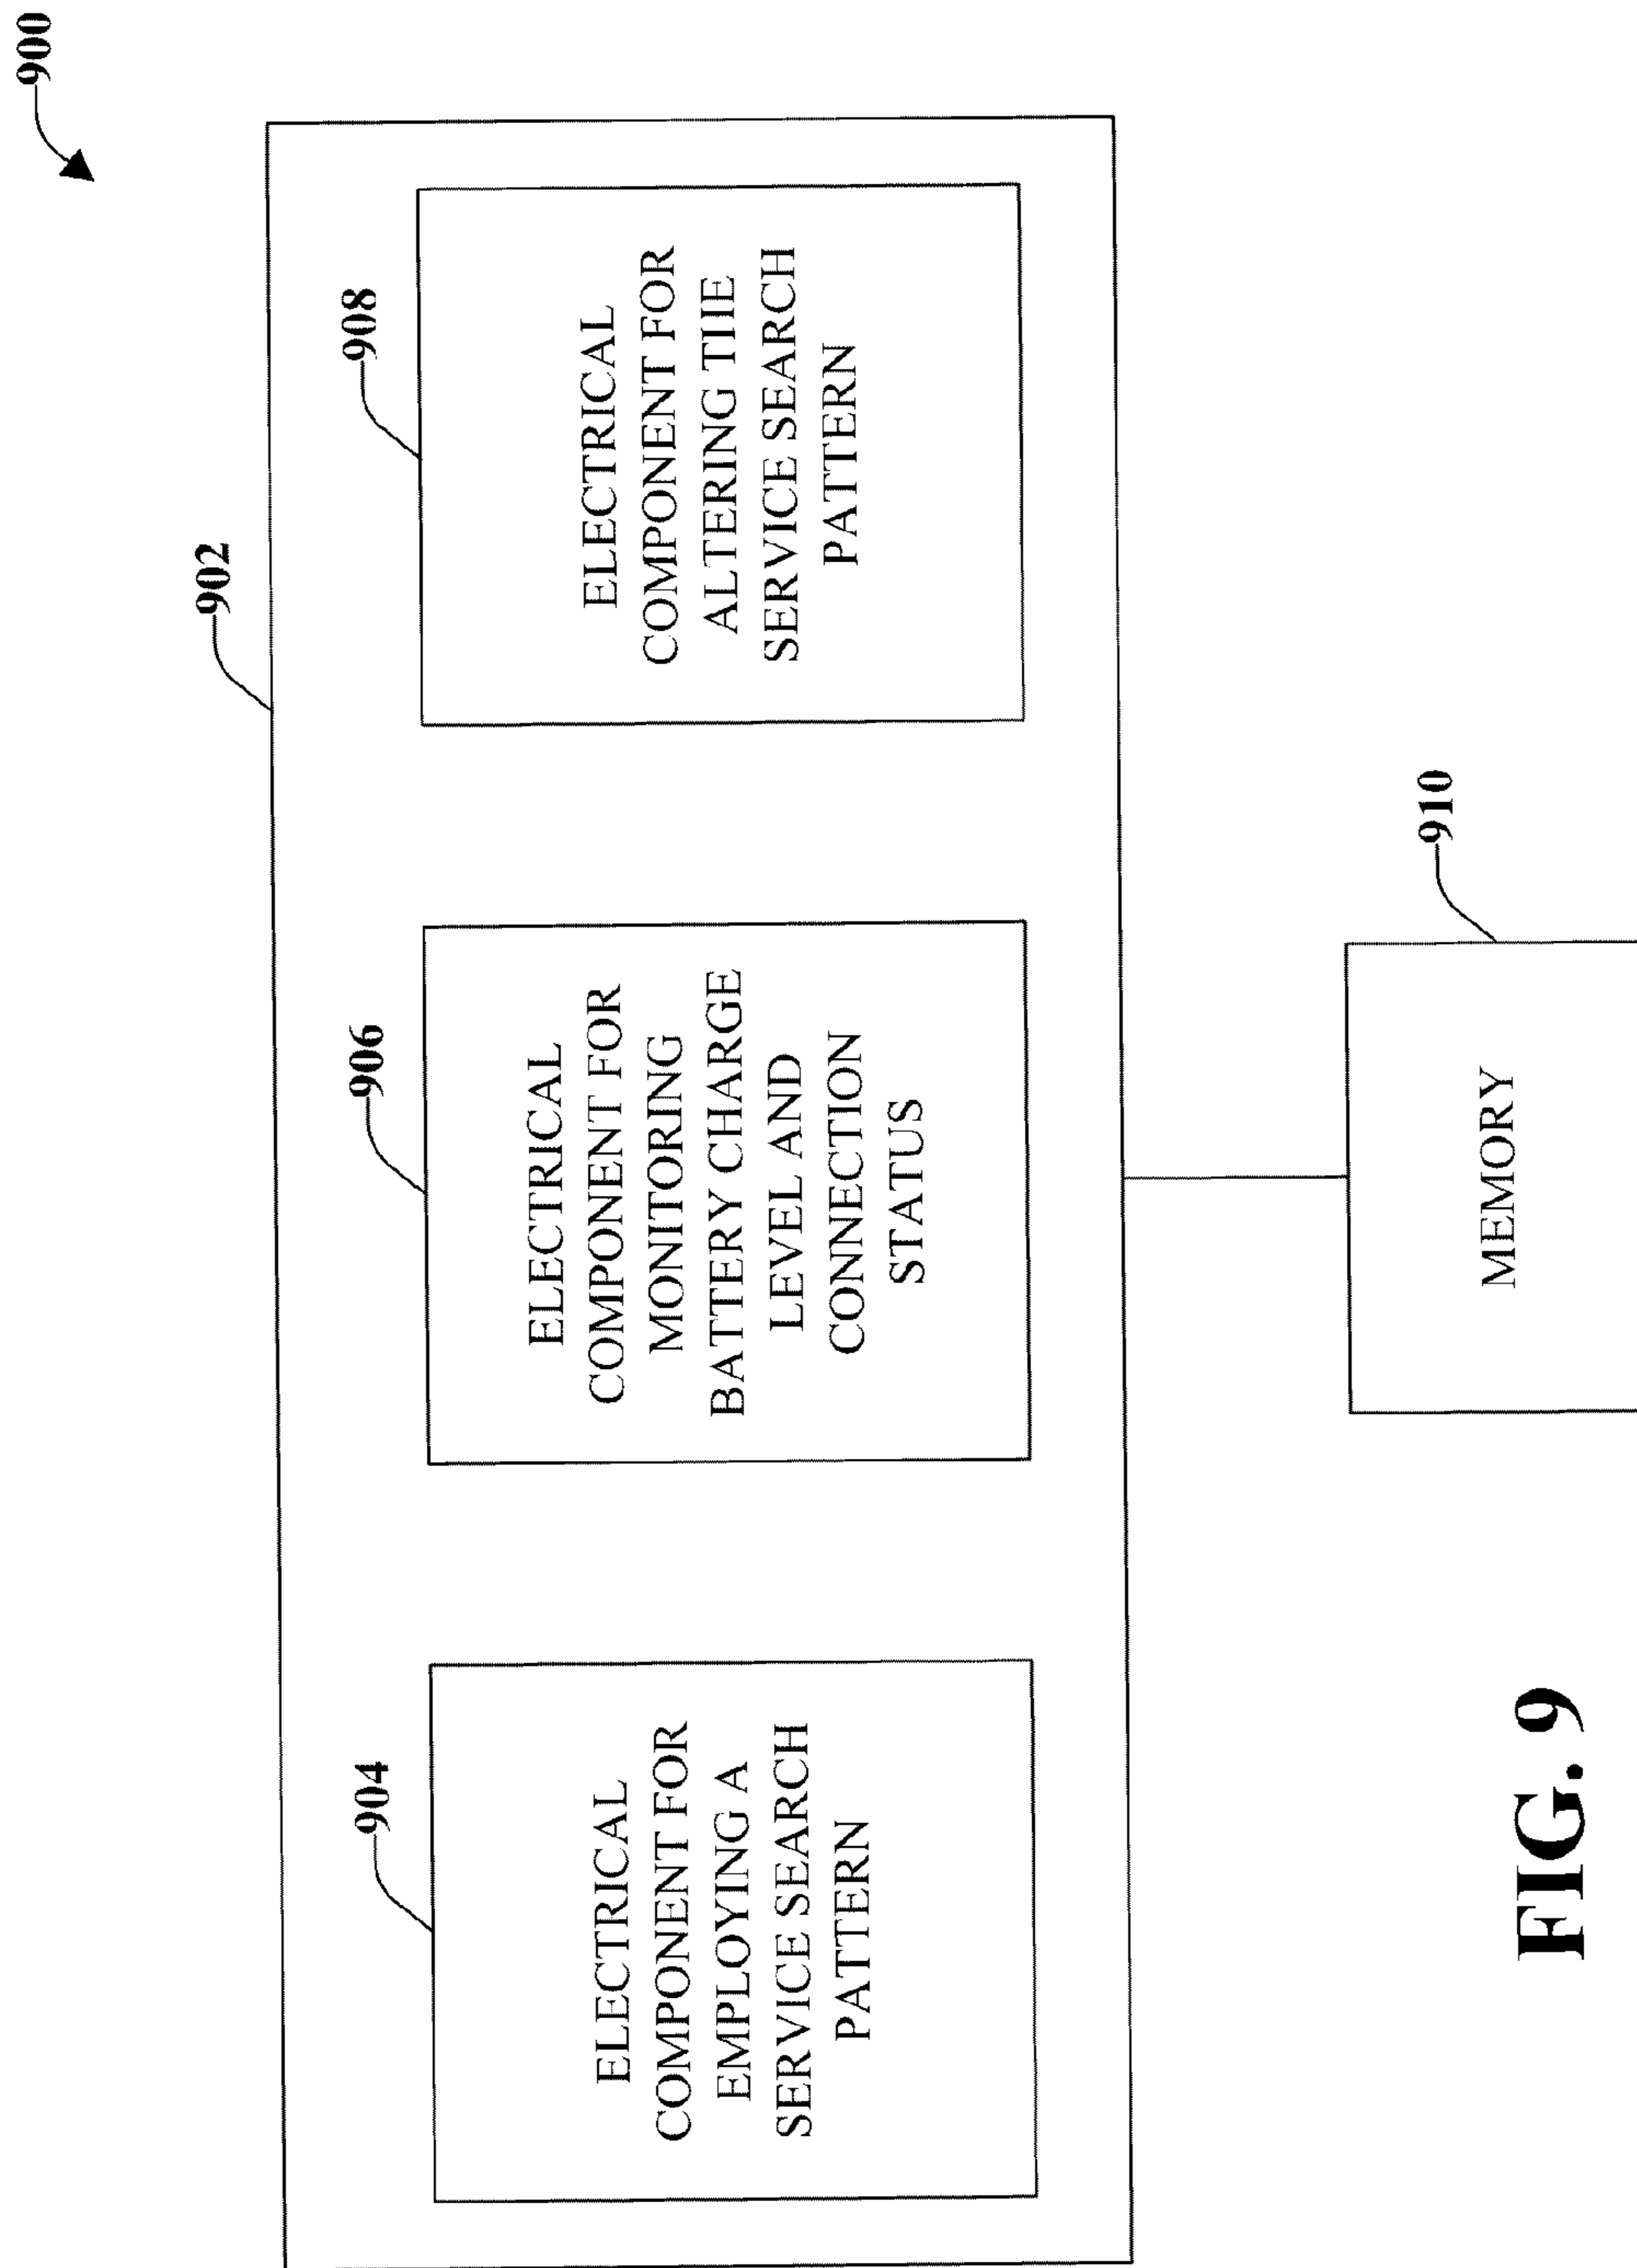 900
902
904
ELECTRICAL
COMPONENT FOR
EMPLOYING A
SERVICE SEARCH
PATTERN
906
ELECTRICAL
COMPONENT FOR
MONITORING
BATTERY CHARGE
LEVEL AND
CONNECTION
STATUS
908
ELECTRICAL
COMPONENT FOR
ALTERING THE
SERVICE SEARCH
PATTERN
910
MEMORY
FIG. 9